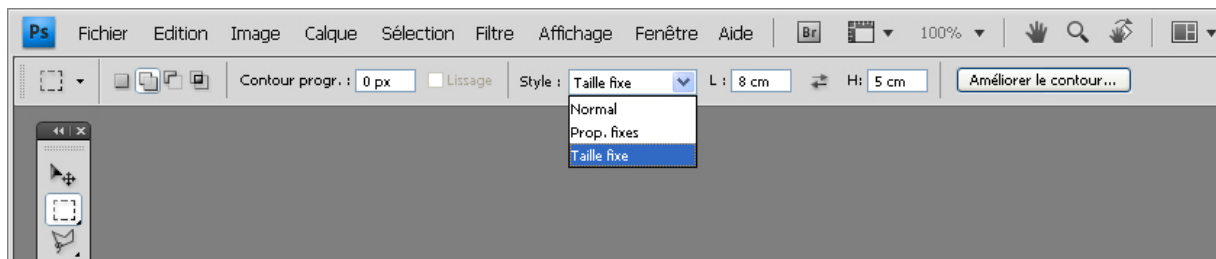 Ps Fichier Edition Image Calque Sélection Filtre Affichage Fenêtre Aide Br 100%
Contour progr. : 0 px Lissage Style : Taille fixe L : 8 cm H: 5 cm Améliorer le contour...
Normal
Prop. fixes
Taille fixe